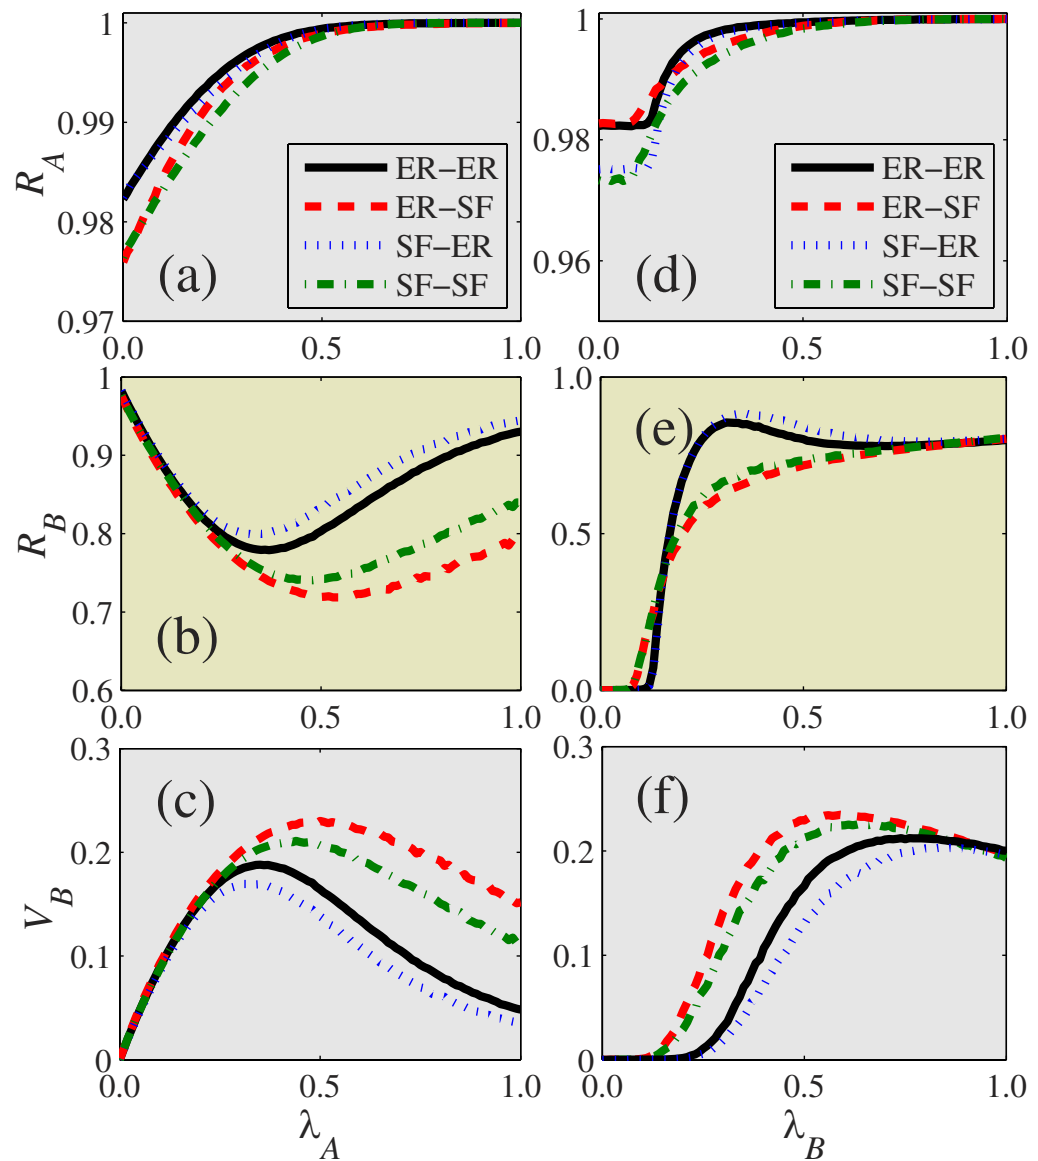 1
0.99
0.98
0.97
R_A
(a)
ER−ER
ER−SF
SF−ER
SF−SF
0.0
0.5
1.0
1
0.98
0.96
(d)
ER−ER
ER−SF
SF−ER
SF−SF
0.0
0.5
1.0
1
0.9
0.8
0.7
0.6
R_B
(b)
0.0
0.5
1.0
1.0
0.5
0.0
(e)
0.0
0.5
1.0
0.3
0.2
0.1
0
V_B
(c)
0.0
0.5
1.0
λ_A
0.3
0.2
0.1
0
(f)
0.0
0.5
1.0
λ_B